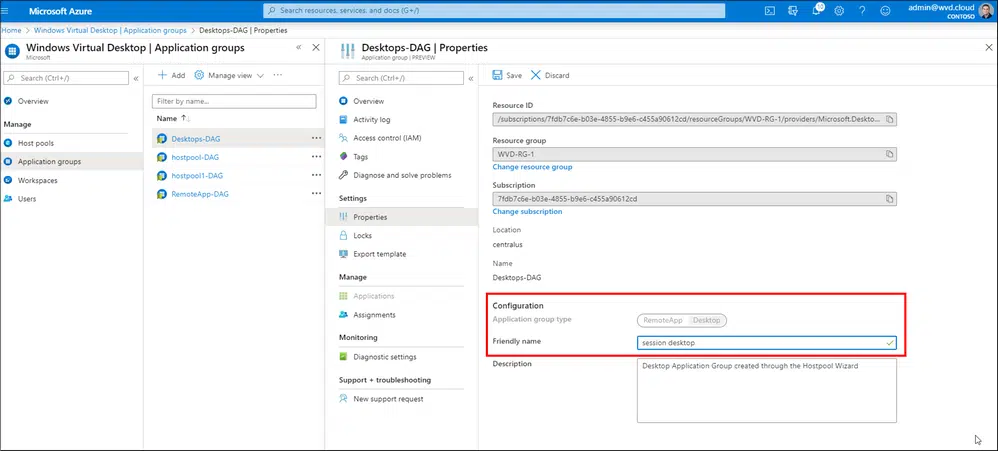 Microsoft Azure
Search resources, services, and docs (G+/)
admin@wvd.cloud
CONTOSO
Home > Windows Virtual Desktop | Application groups > Desktops-DAG | Properties
Windows Virtual Desktop | Application groups
Microsoft
Search (Ctrl+/)
Overview
Manage
Host pools
Application groups
Workspaces
Users
Add
Manage view
Filter by name...
Name
Desktops-DAG
hostpool-DAG
hostpool1-DAG
RemoteApp-DAG
Desktops-DAG | Properties
Application group | PREVIEW
Search (Ctrl+/)
Overview
Activity log
Access control (IAM)
Tags
Diagnose and solve problems
Settings
Properties
Locks
Export template
Manage
Applications
Assignments
Monitoring
Diagnostic settings
Support + troubleshooting
New support request
Save
Discard
Resource ID
/subscriptions/7fdb7c6e-b03e-4855-b9e6-c455a90612cd/resourceGroups/WVD-RG-1/providers/Microsoft.Deskto...
Resource group
WVD-RG-1
Change resource group
Subscription
7fdb7c6e-b03e-4855-b9e6-c455a90612cd
Change subscription
Location
centralus
Name
Desktops-DAG
Configuration
Application group type
RemoteApp Desktop
Friendly name
session desktop
Description
Desktop Application Group created through the Hostpool Wizard